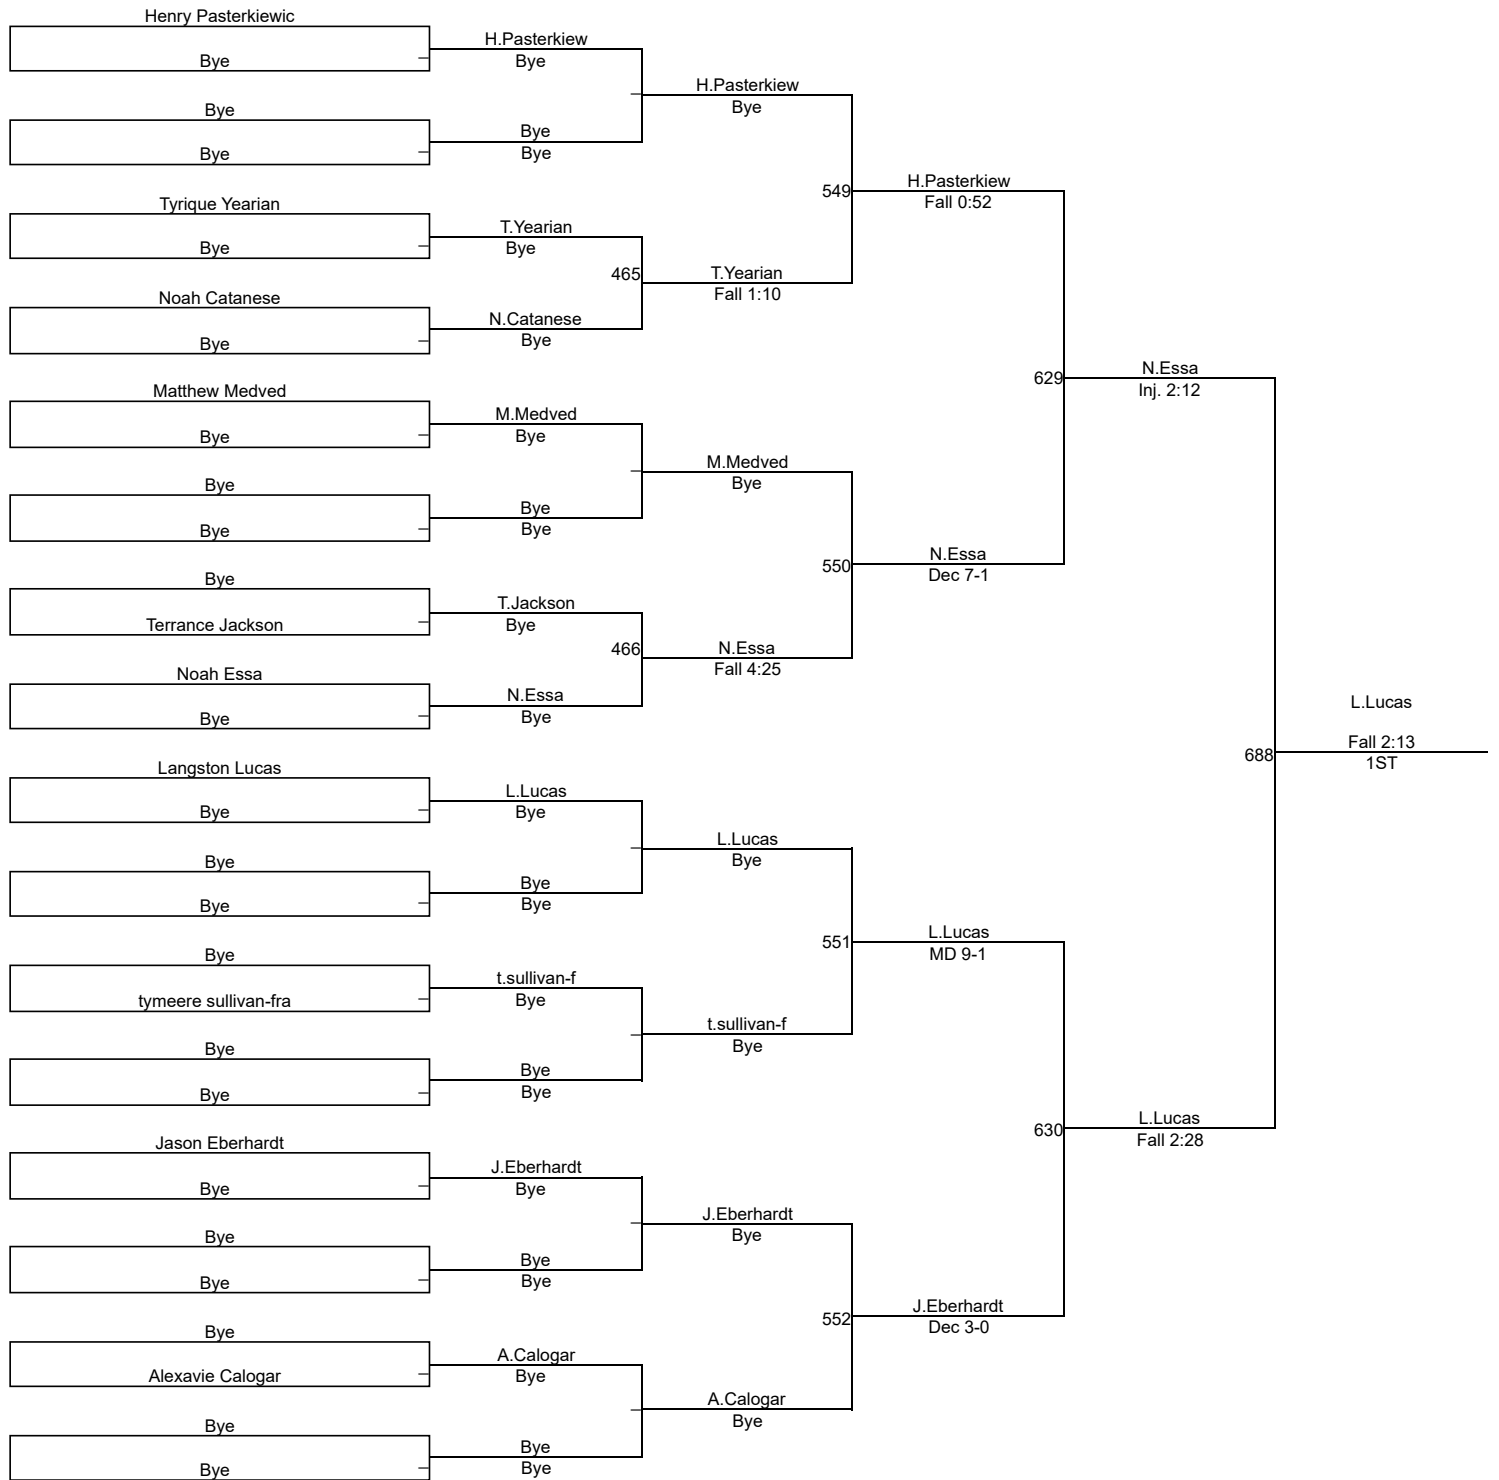 Henry Pasterkiewic
Bye
Bye
Bye
Tyrique Yearian
Bye
Noah Catanese
Bye
Matthew Medved
Bye
Bye
Bye
Bye
Terrance Jackson
Noah Essa
Bye
Langston Lucas
Bye
Bye
Bye
Bye
tymeere sullivan-fra
Bye
Bye
Jason Eberhardt
Bye
Bye
Bye
Bye
Alexavie Calogar
Bye
Bye
H.Pasterkiew
Bye
Bye
Bye
T.Yearian
Bye
465
N.Catanese
Bye
M.Medved
Bye
Bye
Bye
T.Jackson
Bye
466
N.Essa
Bye
L.Lucas
Bye
Bye
Bye
t.sullivan-f
Bye
Bye
Bye
J.Eberhardt
Bye
Bye
Bye
A.Calogar
Bye
Bye
Bye
H.Pasterkiew
Bye
549
T.Yearian
Fall 1:10
M.Medved
Bye
550
N.Essa
Fall 4:25
L.Lucas
Bye
551
t.sullivan-f
Bye
J.Eberhardt
Bye
552
A.Calogar
Bye
H.Pasterkiew
Fall 0:52
629
N.Essa
Dec 7-1
L.Lucas
MD 9-1
630
J.Eberhardt
Dec 3-0
N.Essa
Inj. 2:12
688
L.Lucas
Fall 2:28
L.Lucas
Fall 2:13
1ST